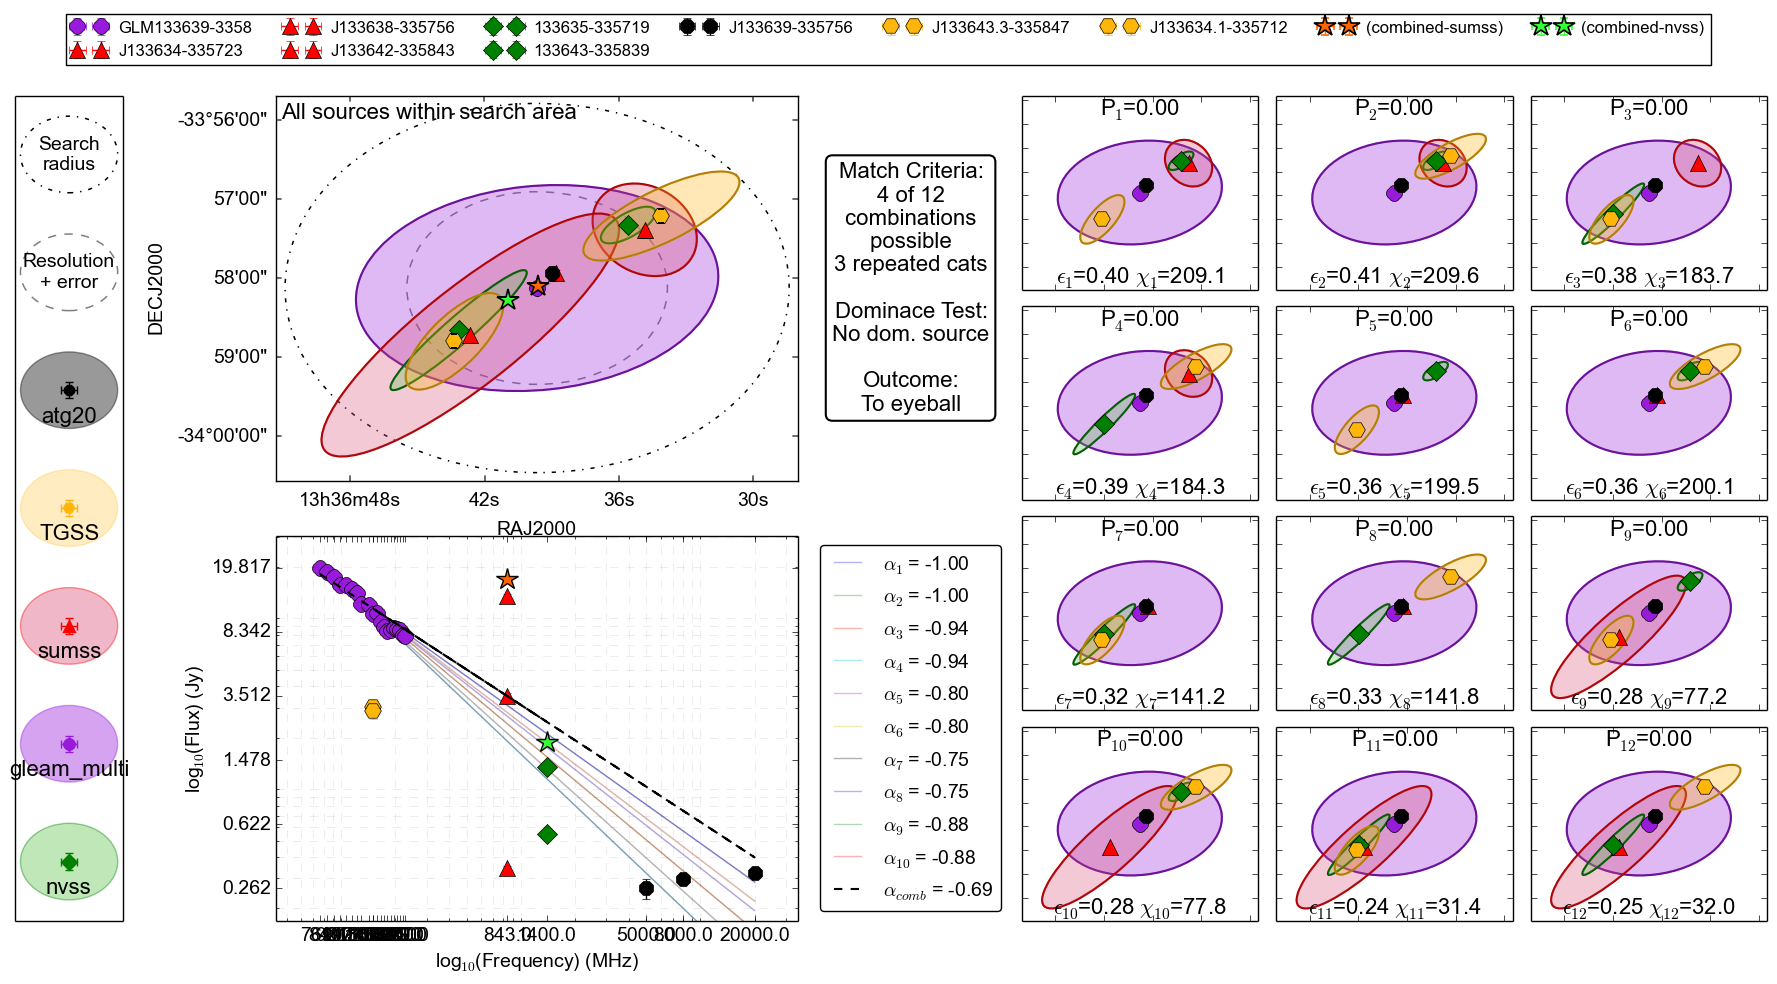 GLM133639-3358 J133638-335756 133635-335719 J133639-335756 J133643.3-335847 J133634.1-335712 (combined-sumss) (combined-nvss)
J133634-335723 J133642-335843 133643-335839
Search
radius
Resolution
+ error
atg20
TGSS
sumss
gleam_multi
nvss
All sources within search area
DECJ2000
-33°56'00"
-33°57'00"
-33°58'00"
-33°59'00"
-34°00'00"
13h36m48s 42s 36s 30s
RAJ2000
Match Criteria:
4 of 12
combinations
possible
3 repeated cats
Dominace Test:
No dom. source
Outcome:
To eyeball
log10(Flux) (Jy)
19.817
8.342
3.512
1.478
0.622
0.262
843.0 1400.0 5000.0 8000.0 20000.0
log10(Frequency) (MHz)
α1 = -1.00
α2 = -1.00
α3 = -0.94
α4 = -0.94
α5 = -0.80
α6 = -0.80
α7 = -0.75
α8 = -0.75
α9 = -0.88
α10 = -0.88
αcomb = -0.69
P1=0.00
ϵ1=0.40 χ1=209.1
P2=0.00
ϵ2=0.41 χ2=209.6
P3=0.00
ϵ3=0.38 χ3=183.7
P4=0.00
ϵ4=0.39 χ4=184.3
P5=0.00
ϵ5=0.36 χ5=199.5
P6=0.00
ϵ6=0.36 χ6=200.1
P7=0.00
ϵ7=0.32 χ7=141.2
P8=0.00
ϵ8=0.33 χ8=141.8
P9=0.00
ϵ9=0.28 χ9=77.2
P10=0.00
ϵ10=0.28 χ10=77.8
P11=0.00
ϵ11=0.24 χ11=31.4
P12=0.00
ϵ12=0.25 χ12=32.0